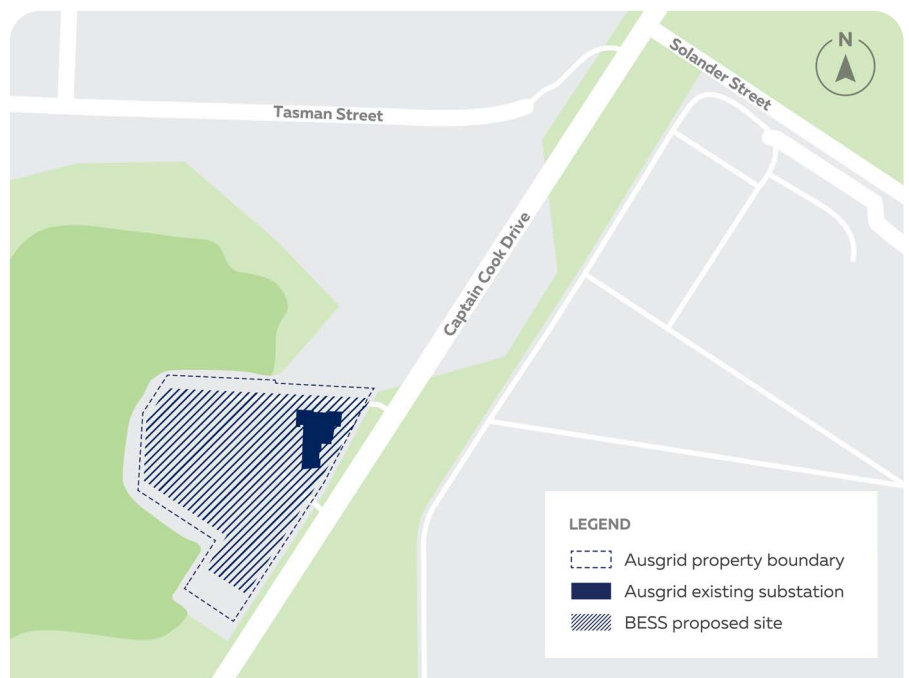 N
Solander Street
Tasman Street
Captain Cook Drive
LEGEND
Ausgrid property boundary
Ausgrid existing substation
BESS proposed site